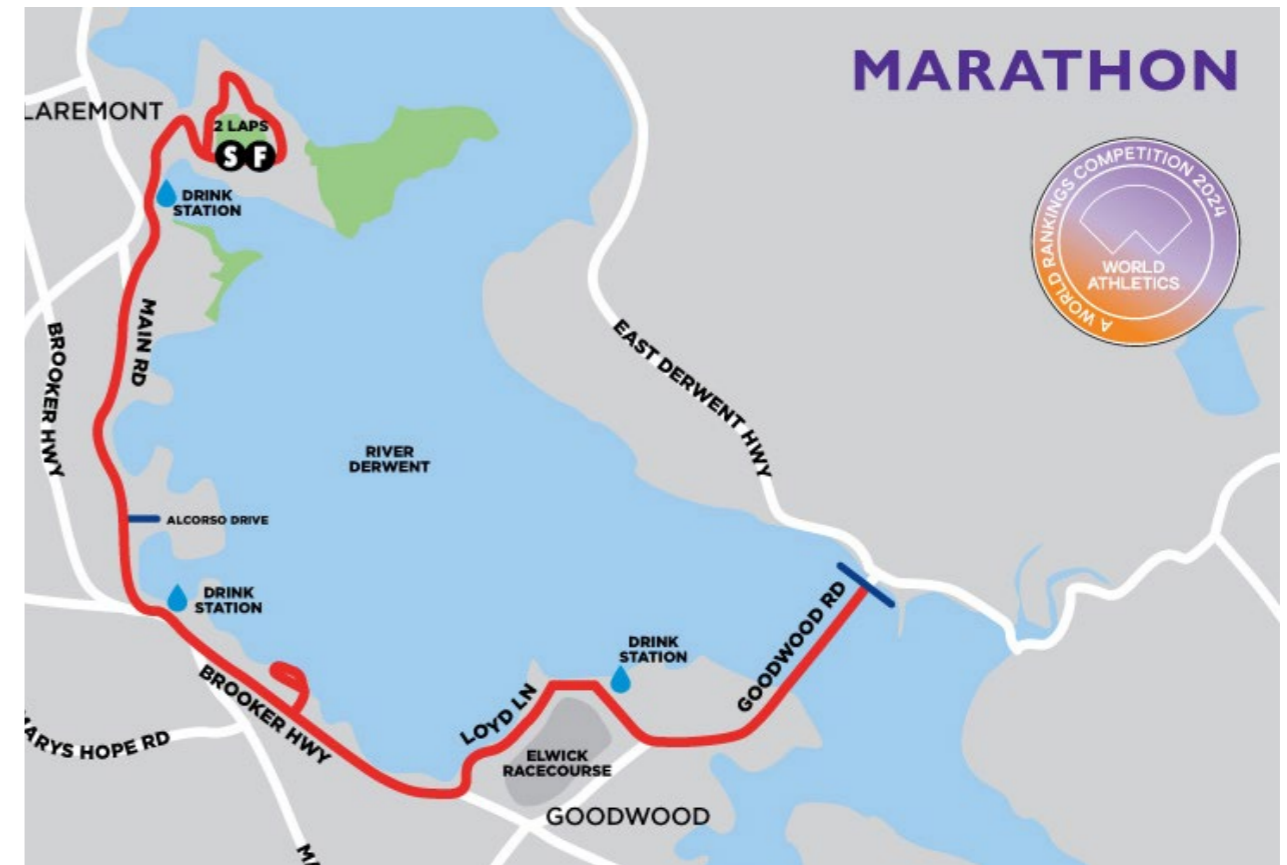 MARATHON
A WORLD RANKINGS COMPETITION 2024
WORLD
ATHLETICS
LAREMONT
2 LAPS
S F
DRINK
STATION
MAIN RD
BROOKER HWY
EAST DERWENT HWY
RIVER
DERWENT
ALCORSO DRIVE
DRINK
STATION
DRINK
STATION
GOODWOOD RD
BROOKER HWY
LOYD LN
ARYS HOPE RD
ELWICK
RACECOURSE
GOODWOOD
MA